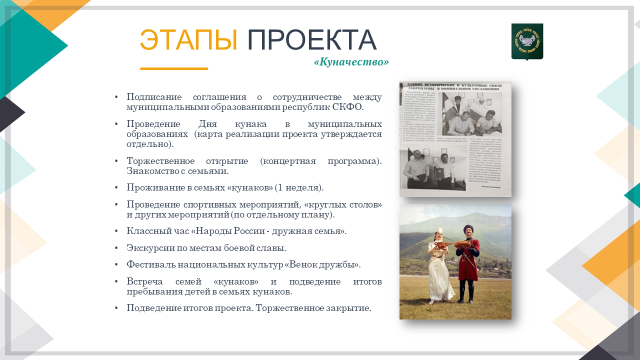 ЭТАПЫ ПРОЕКТА
«Куначество»
• Подписание соглашения о сотрудничестве между
муниципальными образованиями республик СКФО.
• Проведение Дня кунака в муниципальных
образованиях (карта реализации проекта утверждается
отдельно).
• Торжественное открытие (концертная программа).
Знакомство с семьями.
• Проживание в семьях «кунаков» (1 неделя).
• Проведение спортивных мероприятий, «круглых столов»
и других мероприятий (по отдельному плану).
• Классный час «Народы России - дружная семья».
• Экскурсии по местам боевой славы.
• Фестиваль национальных культур «Венок дружбы».
• Встреча семей «кунаков» и подведение итогов
пребывания детей в семьях кунаков.
• Подведение итогов проекта. Торжественное закрытие.